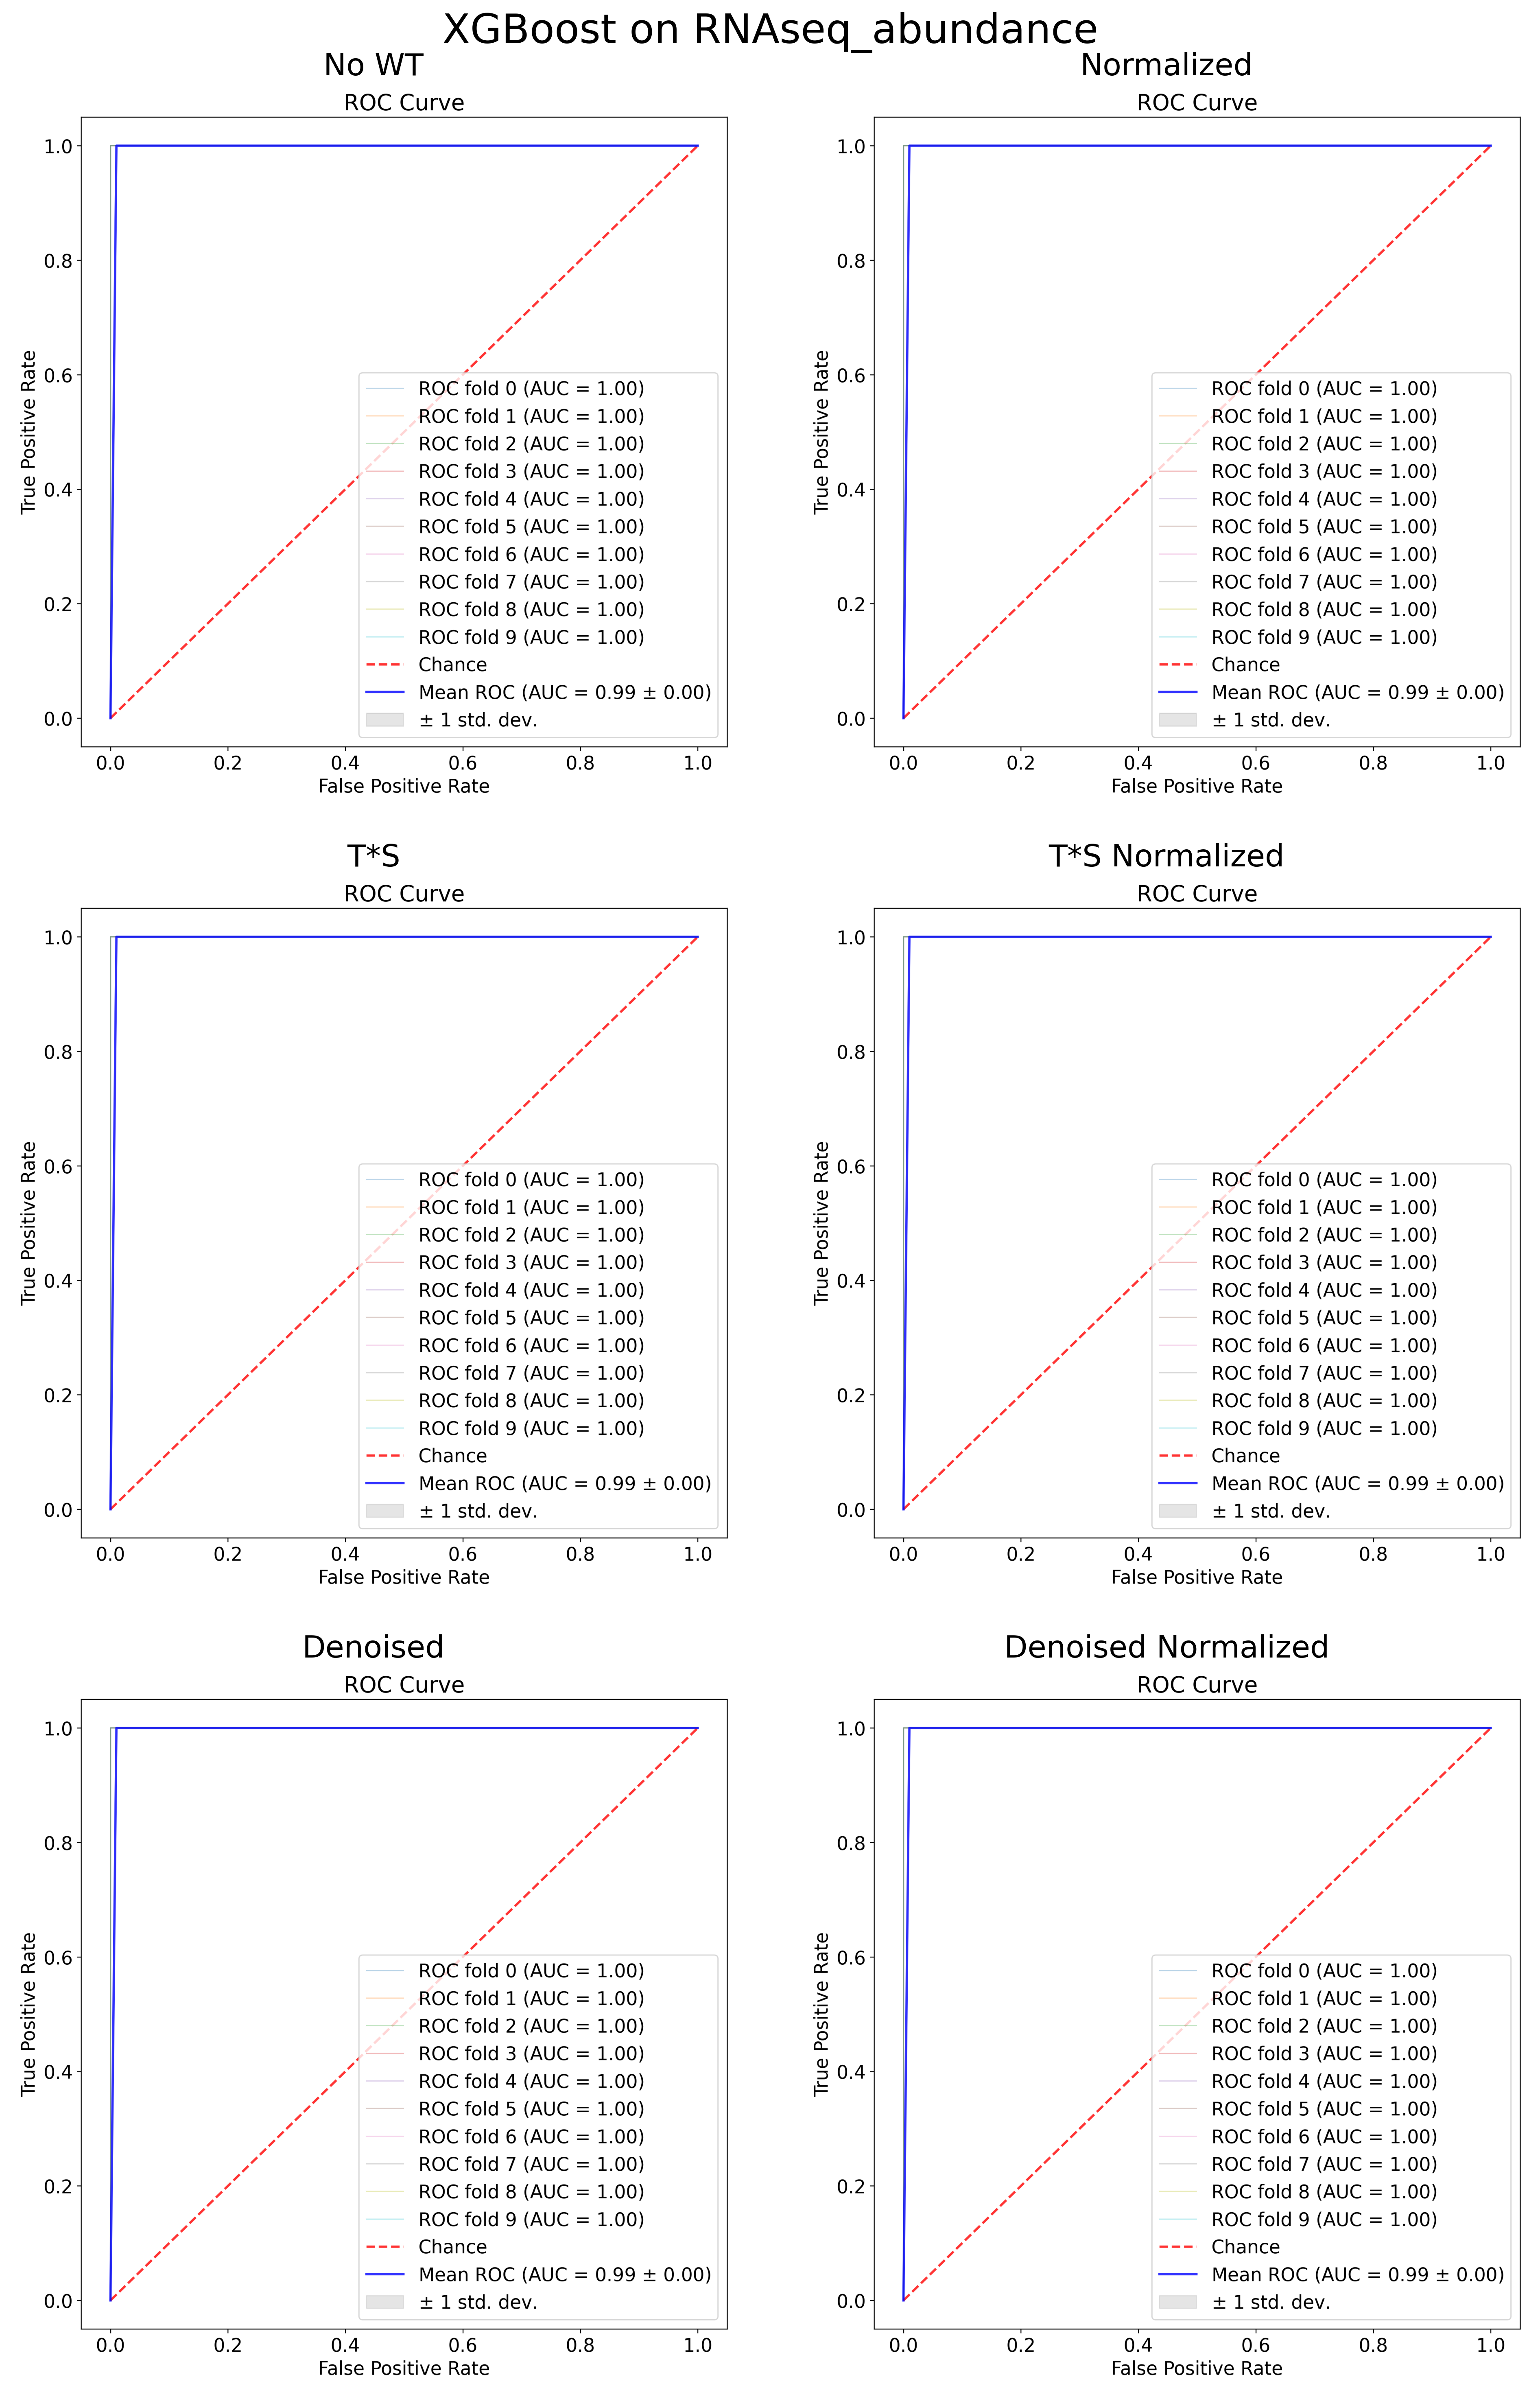 XGBoost on RNAseq_abundance
No WT
ROC Curve
1.0
0.8
0.6
0.4
0.2
0.0
True Positive Rate
0.0 0.2 0.4 0.6 0.8 1.0
False Positive Rate
ROC fold 0 (AUC = 1.00)
ROC fold 1 (AUC = 1.00)
ROC fold 2 (AUC = 1.00)
ROC fold 3 (AUC = 1.00)
ROC fold 4 (AUC = 1.00)
ROC fold 5 (AUC = 1.00)
ROC fold 6 (AUC = 1.00)
ROC fold 7 (AUC = 1.00)
ROC fold 8 (AUC = 1.00)
ROC fold 9 (AUC = 1.00)
Chance
Mean ROC (AUC = 0.99 ± 0.00)
± 1 std. dev.
Normalized
ROC Curve
1.0
0.8
0.6
0.4
0.2
0.0
True Positive Rate
0.0 0.2 0.4 0.6 0.8 1.0
False Positive Rate
ROC fold 0 (AUC = 1.00)
ROC fold 1 (AUC = 1.00)
ROC fold 2 (AUC = 1.00)
ROC fold 3 (AUC = 1.00)
ROC fold 4 (AUC = 1.00)
ROC fold 5 (AUC = 1.00)
ROC fold 6 (AUC = 1.00)
ROC fold 7 (AUC = 1.00)
ROC fold 8 (AUC = 1.00)
ROC fold 9 (AUC = 1.00)
Chance
Mean ROC (AUC = 0.99 ± 0.00)
± 1 std. dev.
T*S
ROC Curve
1.0
0.8
0.6
0.4
0.2
0.0
True Positive Rate
0.0 0.2 0.4 0.6 0.8 1.0
False Positive Rate
ROC fold 0 (AUC = 1.00)
ROC fold 1 (AUC = 1.00)
ROC fold 2 (AUC = 1.00)
ROC fold 3 (AUC = 1.00)
ROC fold 4 (AUC = 1.00)
ROC fold 5 (AUC = 1.00)
ROC fold 6 (AUC = 1.00)
ROC fold 7 (AUC = 1.00)
ROC fold 8 (AUC = 1.00)
ROC fold 9 (AUC = 1.00)
Chance
Mean ROC (AUC = 0.99 ± 0.00)
± 1 std. dev.
T*S Normalized
ROC Curve
1.0
0.8
0.6
0.4
0.2
0.0
True Positive Rate
0.0 0.2 0.4 0.6 0.8 1.0
False Positive Rate
ROC fold 0 (AUC = 1.00)
ROC fold 1 (AUC = 1.00)
ROC fold 2 (AUC = 1.00)
ROC fold 3 (AUC = 1.00)
ROC fold 4 (AUC = 1.00)
ROC fold 5 (AUC = 1.00)
ROC fold 6 (AUC = 1.00)
ROC fold 7 (AUC = 1.00)
ROC fold 8 (AUC = 1.00)
ROC fold 9 (AUC = 1.00)
Chance
Mean ROC (AUC = 0.99 ± 0.00)
± 1 std. dev.
Denoised
ROC Curve
1.0
0.8
0.6
0.4
0.2
0.0
True Positive Rate
0.0 0.2 0.4 0.6 0.8 1.0
False Positive Rate
ROC fold 0 (AUC = 1.00)
ROC fold 1 (AUC = 1.00)
ROC fold 2 (AUC = 1.00)
ROC fold 3 (AUC = 1.00)
ROC fold 4 (AUC = 1.00)
ROC fold 5 (AUC = 1.00)
ROC fold 6 (AUC = 1.00)
ROC fold 7 (AUC = 1.00)
ROC fold 8 (AUC = 1.00)
ROC fold 9 (AUC = 1.00)
Chance
Mean ROC (AUC = 0.99 ± 0.00)
± 1 std. dev.
Denoised Normalized
ROC Curve
1.0
0.8
0.6
0.4
0.2
0.0
True Positive Rate
0.0 0.2 0.4 0.6 0.8 1.0
False Positive Rate
ROC fold 0 (AUC = 1.00)
ROC fold 1 (AUC = 1.00)
ROC fold 2 (AUC = 1.00)
ROC fold 3 (AUC = 1.00)
ROC fold 4 (AUC = 1.00)
ROC fold 5 (AUC = 1.00)
ROC fold 6 (AUC = 1.00)
ROC fold 7 (AUC = 1.00)
ROC fold 8 (AUC = 1.00)
ROC fold 9 (AUC = 1.00)
Chance
Mean ROC (AUC = 0.99 ± 0.00)
± 1 std. dev.